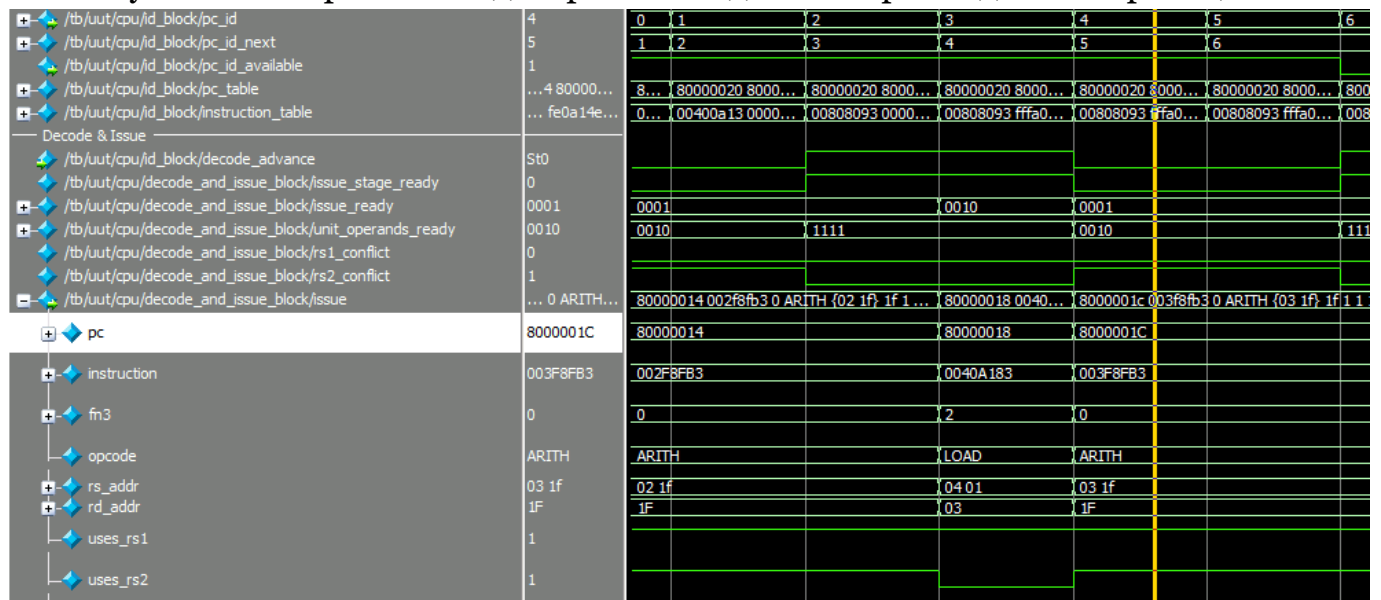 /tb/uut/cpu/id_block/pc_id 4 0 1 2 3 4 5 6
/tb/uut/cpu/id_block/pc_id_next 5 1 2 3 4 5 6
/tb/uut/cpu/id_block/pc_id_available 1
/tb/uut/cpu/id_block/pc_table ...4 80000... 8... 80000020 8000... 80000020 8000... 80000020 8000... 80000020 8000... 80000020 8000... 800
/tb/uut/cpu/id_block/instruction_table ... fe0a14e... 0... 00400a13 0000... 00808093 0000... 00808093 fffa0... 00808093 fffa0... 00808093 fffa0... 008
Decode & Issue
/tb/uut/cpu/id_block/decode_advance St0
/tb/uut/cpu/decode_and_issue_block/issue_stage_ready 0
/tb/uut/cpu/decode_and_issue_block/issue_ready 0001 0001 0010 0001
/tb/uut/cpu/decode_and_issue_block/unit_operands_ready 0010 0010 1111 0010 111
/tb/uut/cpu/decode_and_issue_block/rs1_conflict 0
/tb/uut/cpu/decode_and_issue_block/rs2_conflict 1
/tb/uut/cpu/decode_and_issue_block/issue ... 0 ARITH... 80000014 002f8fb3 0 ARITH {02 1f} 1f 1 ... 80000018 0040... 8000001c 003f8fb3 0 ARITH {03 1f} 1f 1 1
pc 8000001C 80000014 80000018 8000001C
instruction 003F8FB3 002F8FB3 0040A183 003F8FB3
fn3 0 0 2 0
opcode ARITH ARITH LOAD ARITH
rs_addr 03 1f 02 1f 04 01 03 1f
rd_addr 1F 1F 03 1F
uses_rs1 1
uses_rs2 1